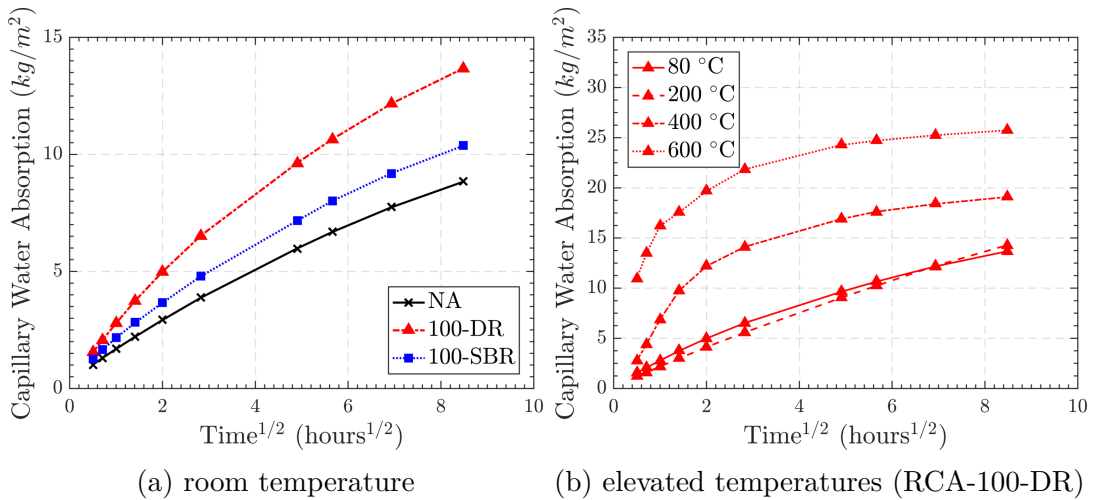 Capillary Water Absorption (kg/m²)
15
10
5
0
0 2 4 6 8 10
Time^1/2 (hours^1/2)
NA
100-DR
100-SBR
(a) room temperature
Capillary Water Absorption (kg/m²)
35
30
25
20
15
10
5
0
0 2 4 6 8 10
Time^1/2 (hours^1/2)
80 °C
200 °C
400 °C
600 °C
(b) elevated temperatures (RCA-100-DR)